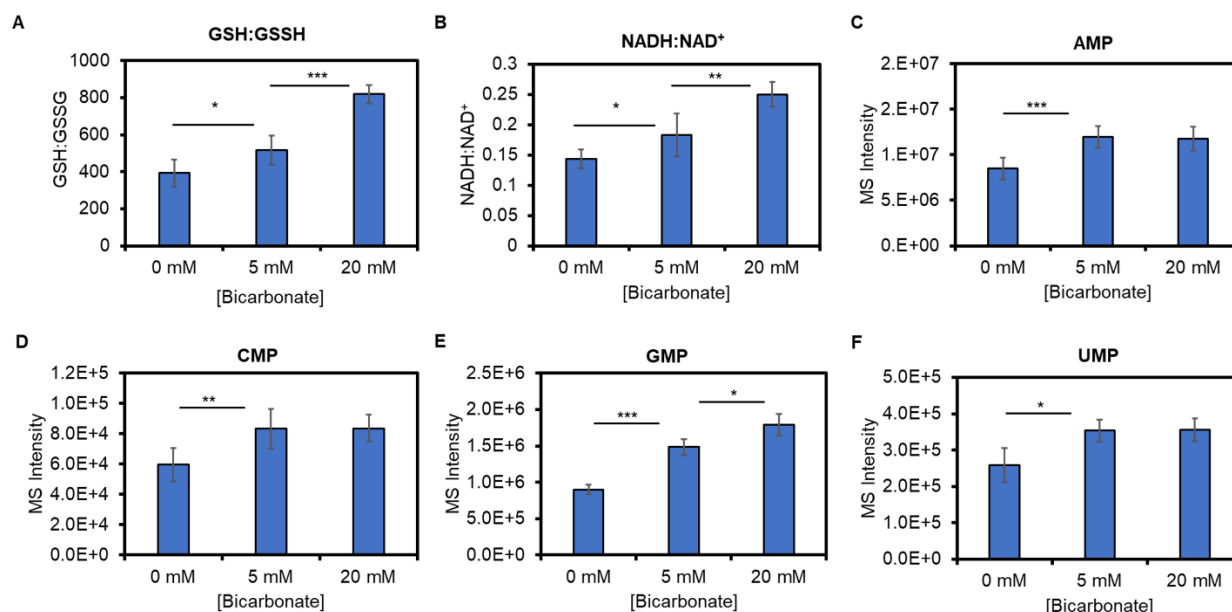 A
GSH:GSSH
GSH:GSSG
1000
800
600
400
200
0
*
***
0 mM
5 mM
20 mM
[Bicarbonate]
B
NADH:NAD⁺
NADH:NAD⁺
0.3
0.25
0.2
0.15
0.1
0.05
0
*
**
0 mM
5 mM
20 mM
[Bicarbonate]
C
AMP
MS Intensity
2.E+07
2.E+07
1.E+07
5.E+06
0.E+00
***
0 mM
5 mM
20 mM
[Bicarbonate]
D
CMP
MS Intensity
1.2E+5
1.0E+5
8.0E+4
6.0E+4
4.0E+4
2.0E+4
0.0E+0
**
0 mM
5 mM
20 mM
[Bicarbonate]
E
GMP
MS Intensity
2.5E+6
2.0E+6
1.5E+6
1.0E+6
5.0E+5
0.0E+0
***
*
0 mM
5 mM
20 mM
[Bicarbonate]
F
UMP
MS Intensity
5.0E+5
4.0E+5
3.0E+5
2.0E+5
1.0E+5
0.0E+0
*
0 mM
5 mM
20 mM
[Bicarbonate]